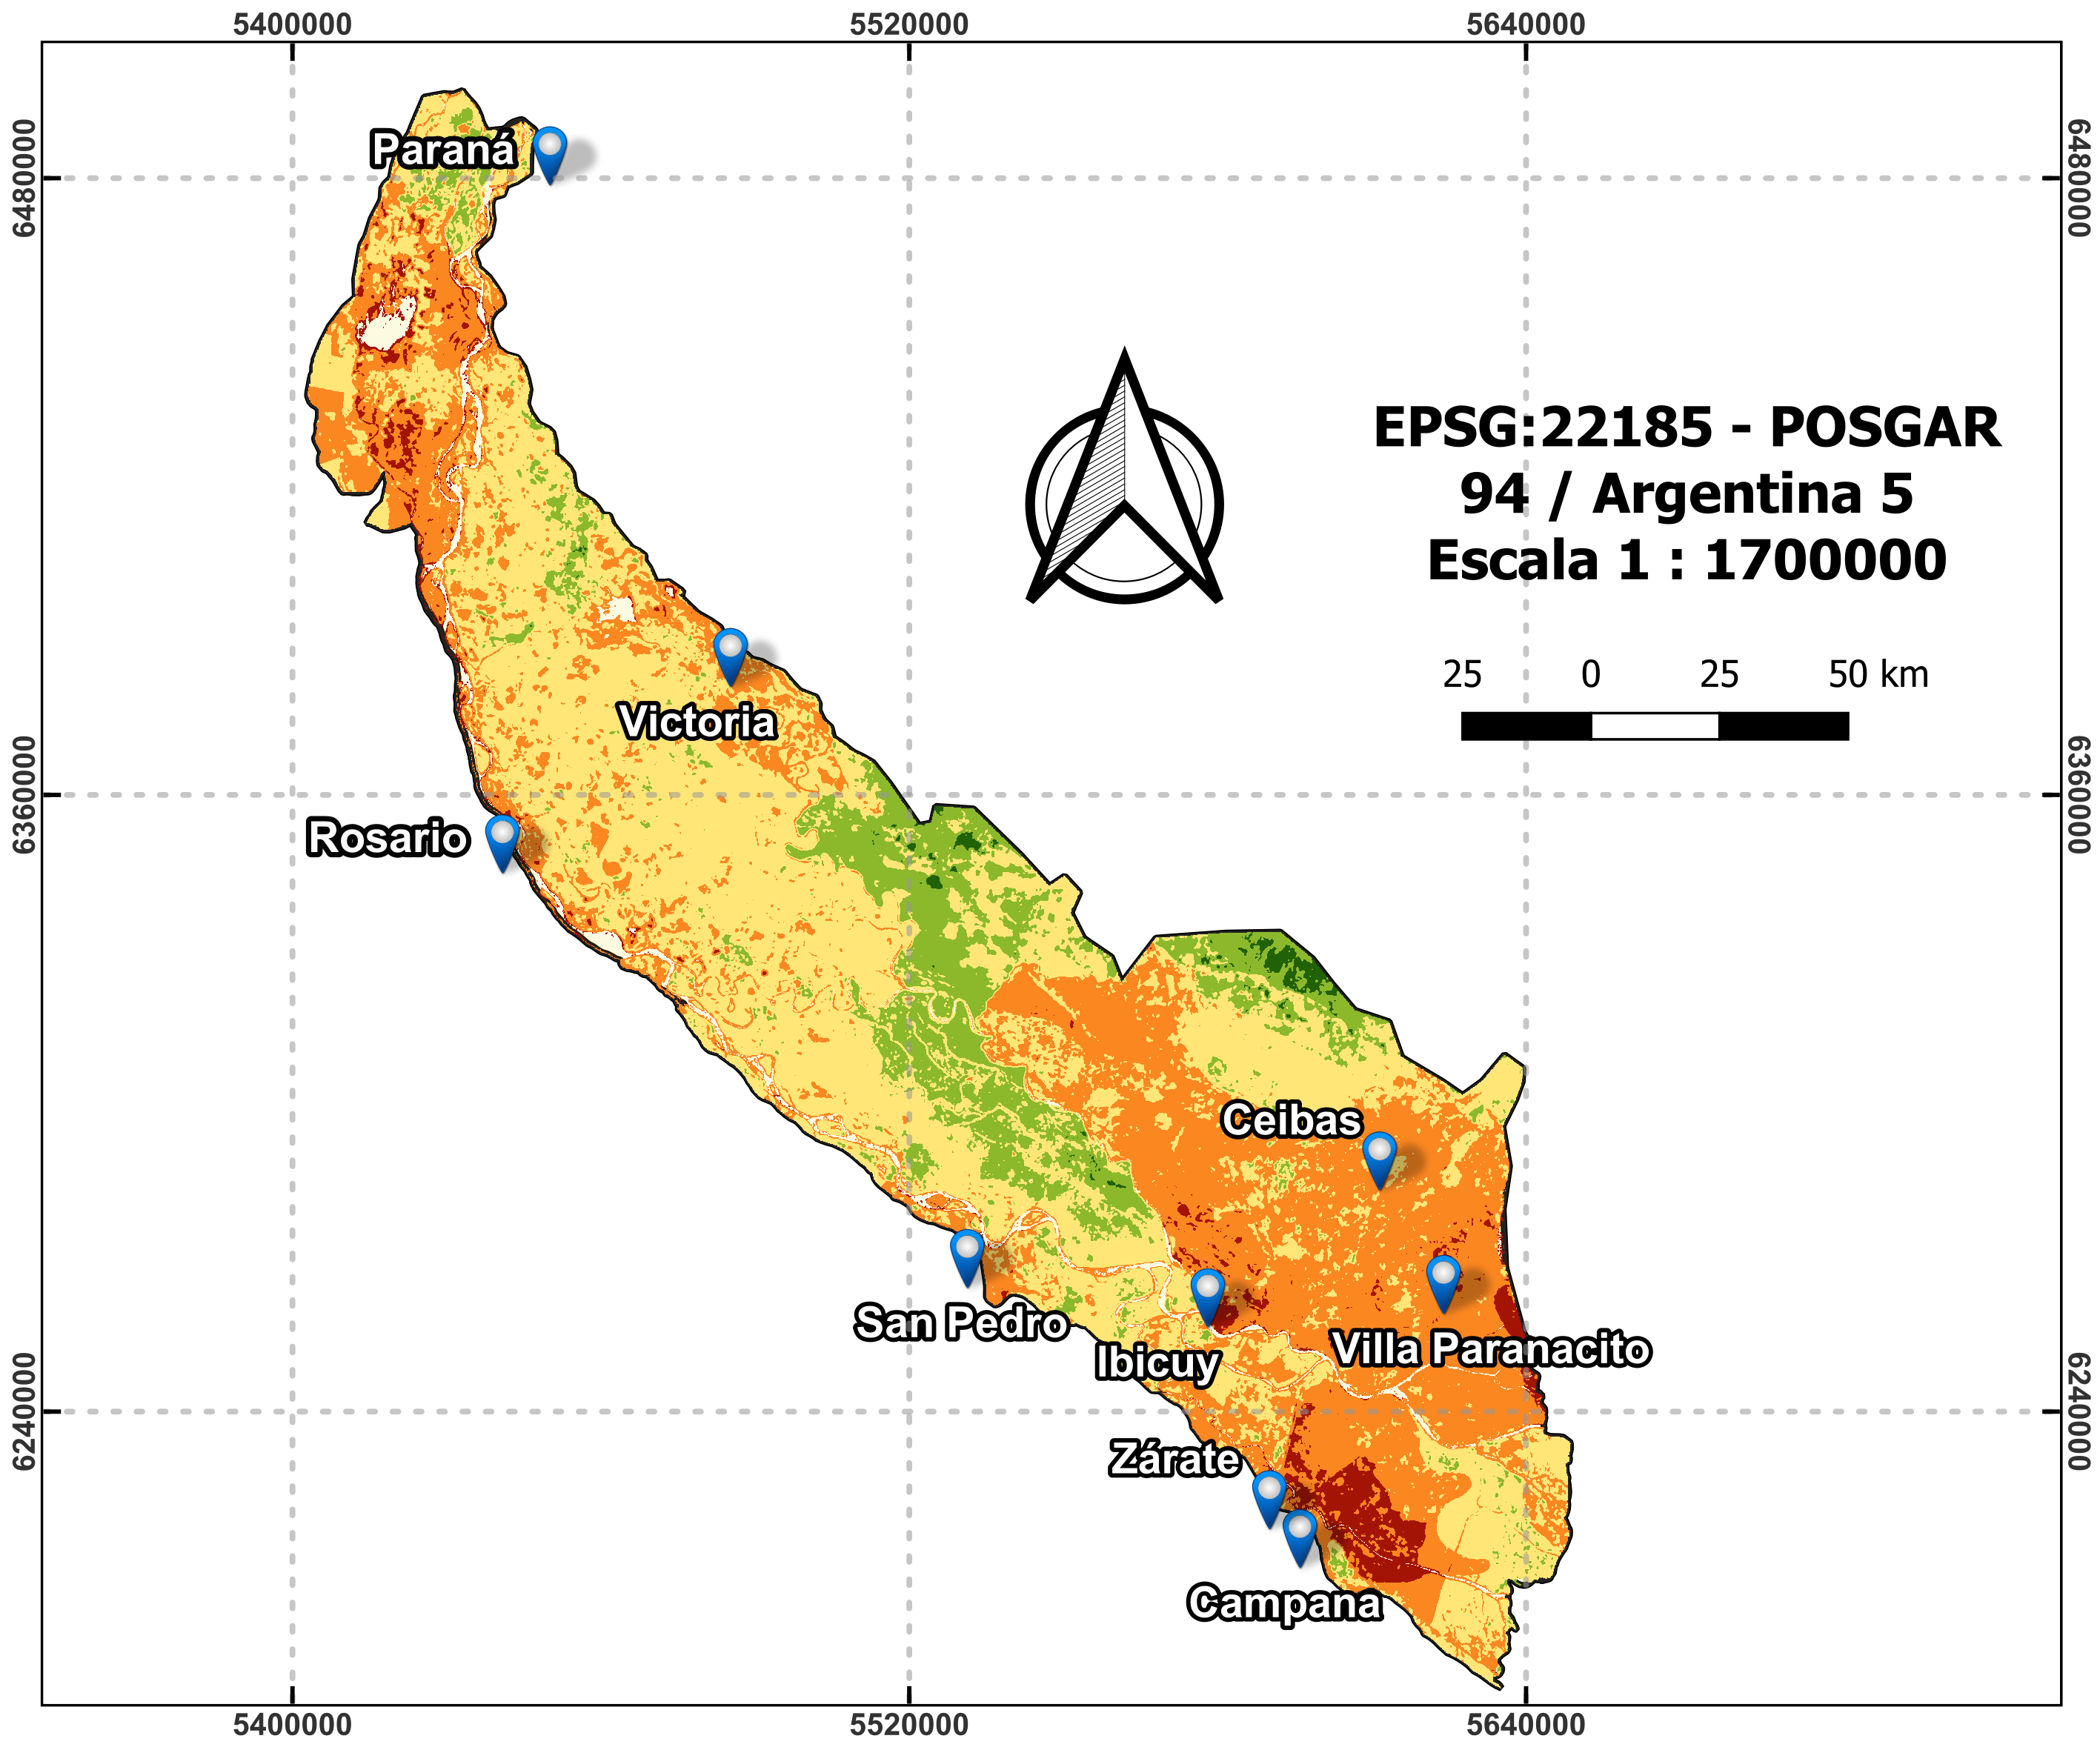 5400000 5520000 5640000
6480000 6480000
Paraná
EPSG:22185 - POSGAR
94 / Argentina 5
Escala 1 : 1700000
25 0 25 50 km
Victoria
6360000 6360000
Rosario
Ceibas
San Pedro
Villa Paranacito
Ibicuy
6240000 6240000
Zárate
Campana
5400000 5520000 5640000